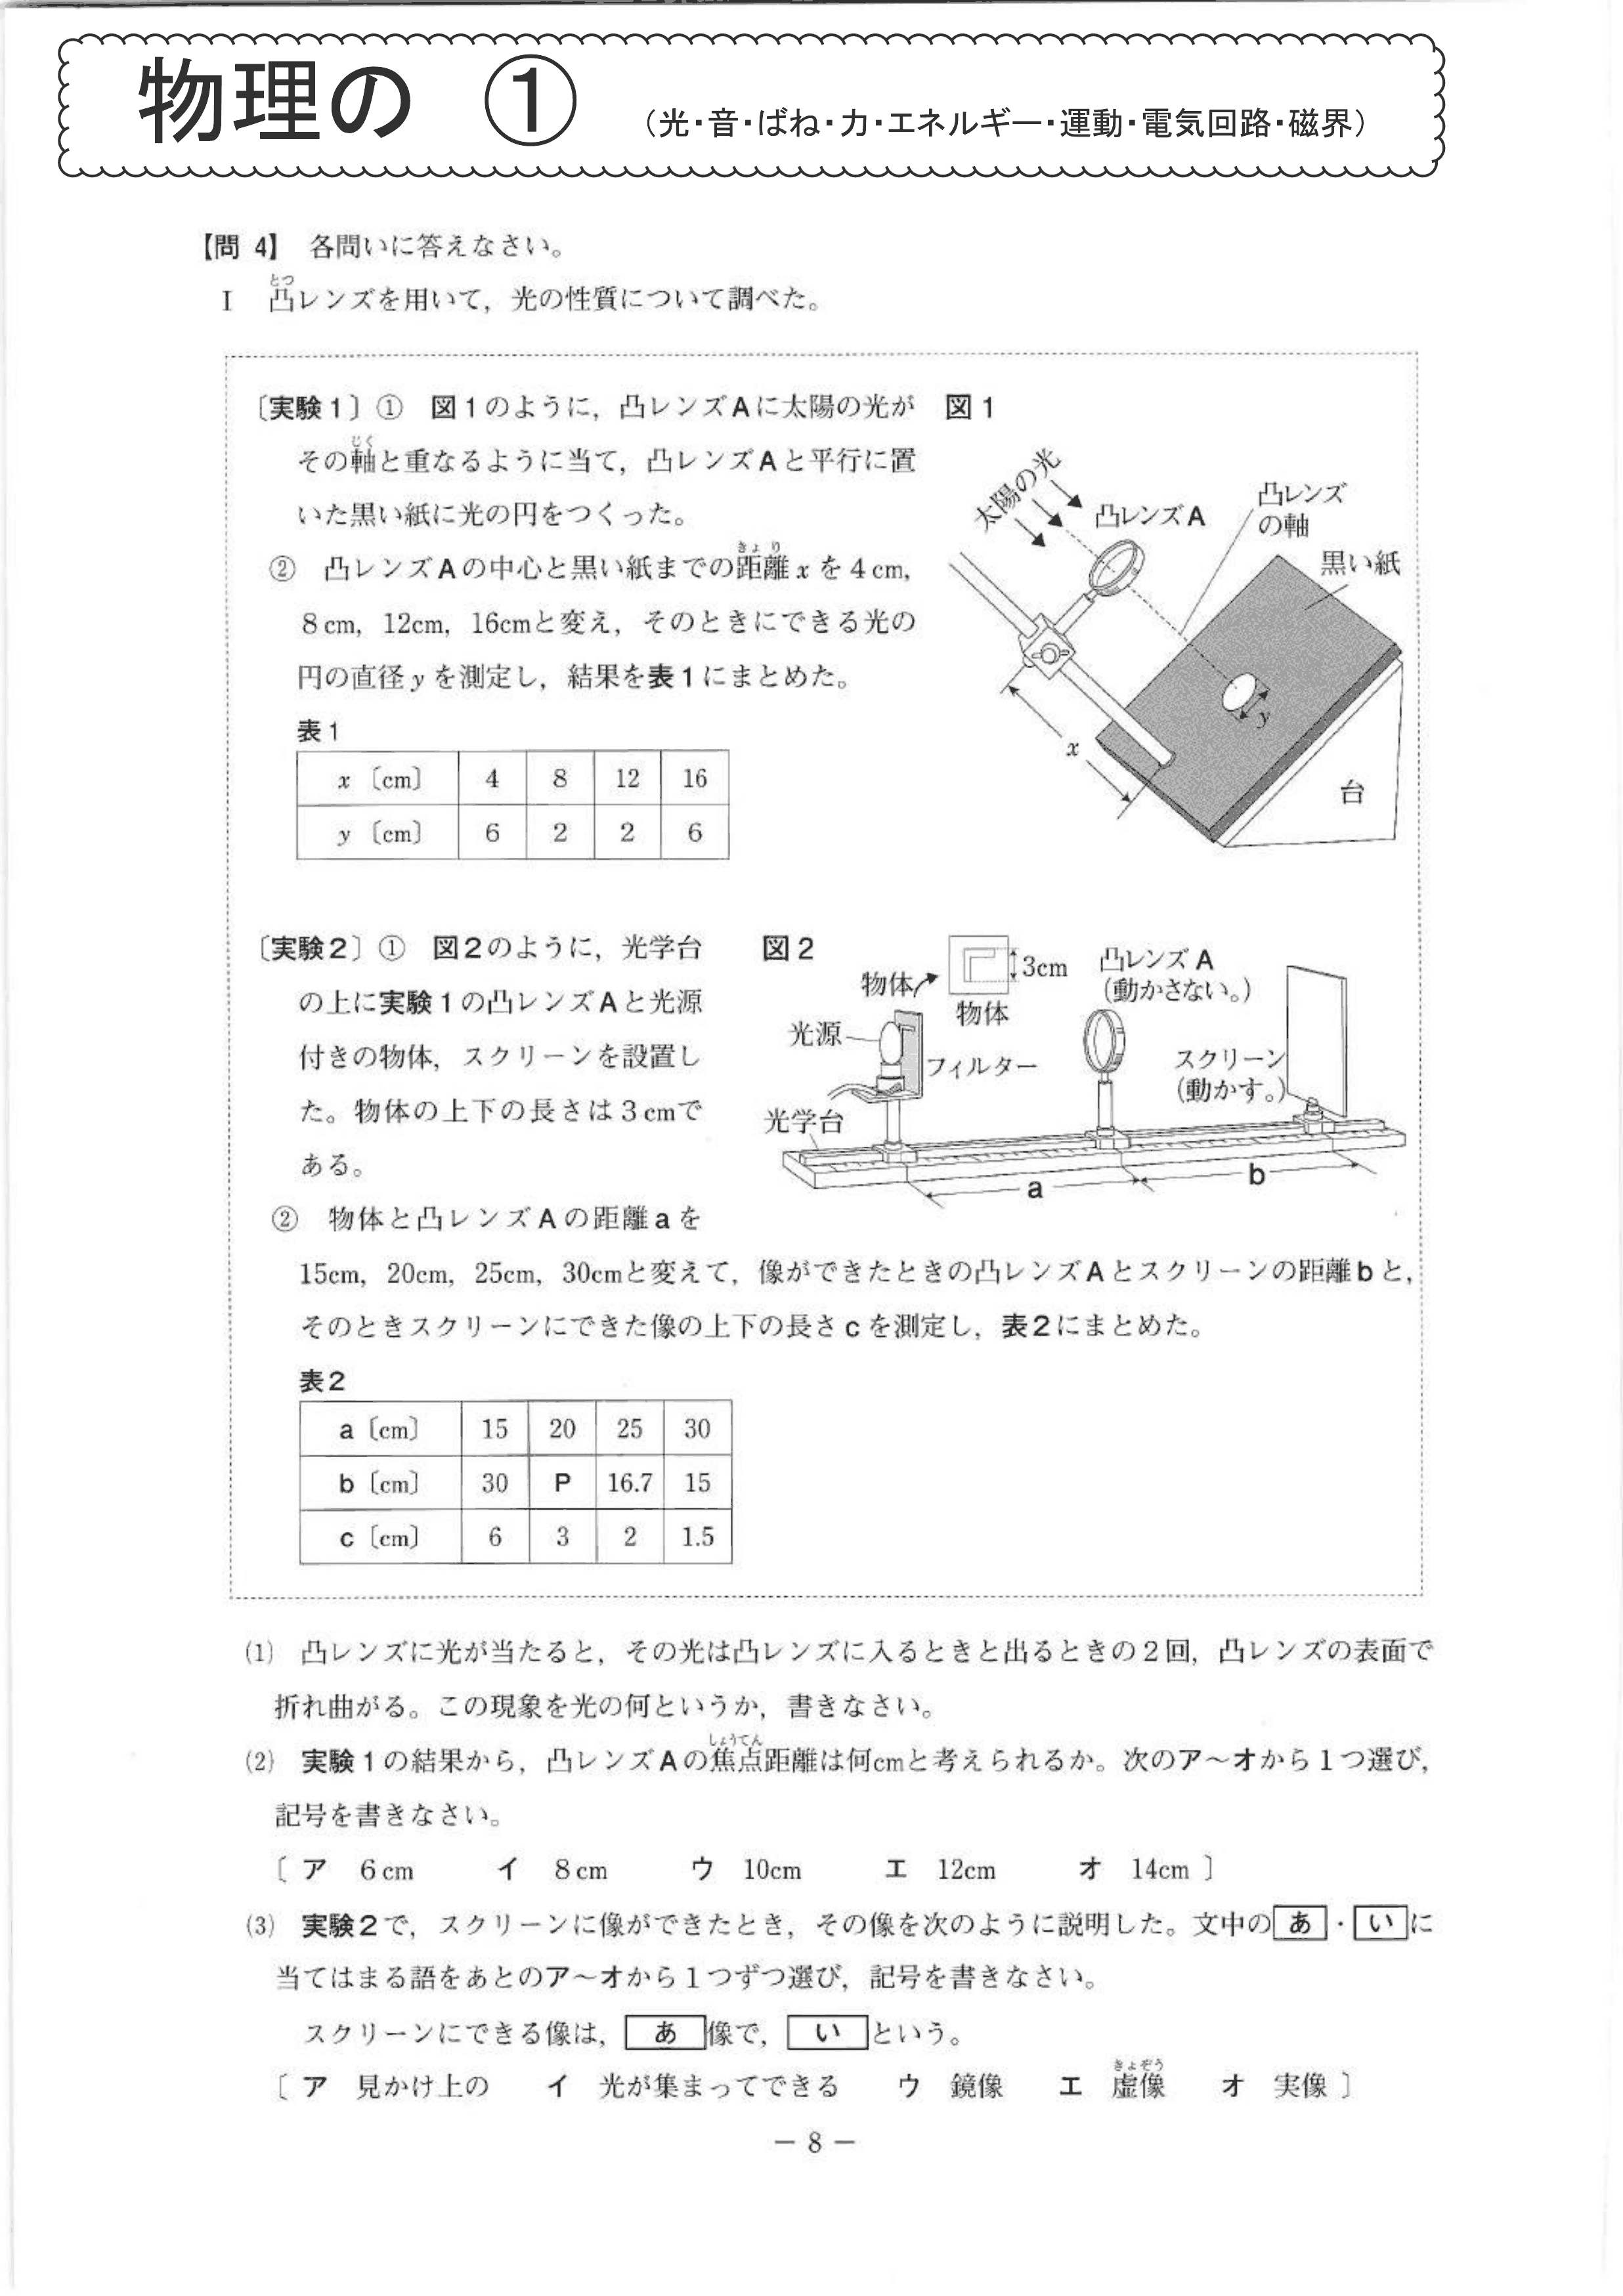 物理の ① （光・音・ばね・力・エネルギー・運動・電気回路・磁界）
【問 4】 各問いに答えなさい。
Ⅰ 凸レンズを用いて，光の性質について調べた。
とつ
〔実験1〕① 図1のように，凸レンズAに太陽の光が
その軸と重なるように当て，凸レンズAと平行に置
じく
いた黒い紙に光の円をつくった。
② 凸レンズAの中心と黒い紙までの距離xを4cm，
きょり
8cm，12cm，16cmと変え，そのときにできる光の
円の直径yを測定し，結果を表1にまとめた。
表1
x〔cm〕 4 8 12 16
y〔cm〕 6 2 2 6
図1
太陽の光
凸レンズA
凸レンズ
の軸
黒い紙
x
y
台
〔実験2〕① 図2のように，光学台
の上に実験1の凸レンズAと光源
付きの物体，スクリーンを設置し
た。物体の上下の長さは3cmで
ある。
図2
物体
3cm
物体
凸レンズA
（動かさない。）
光源
フィルター
スクリーン
（動かす。）
光学台
a
b
② 物体と凸レンズAの距離aを
15cm，20cm，25cm，30cmと変えて，像ができたときの凸レンズAとスクリーンの距離bと，
そのときスクリーンにできた像の上下の長さcを測定し，表2にまとめた。
表2
a〔cm〕 15 20 25 30
b〔cm〕 30 P 16.7 15
c〔cm〕 6 3 2 1.5
(1) 凸レンズに光が当たると，その光は凸レンズに入るときと出るときの2回，凸レンズの表面で
折れ曲がる。この現象を光の何というか，書きなさい。
(2) 実験1の結果から，凸レンズAの焦点距離は何cmと考えられるか。次のア～オから1つ選び，
しょうてん
記号を書きなさい。
〔 ア 6cm イ 8cm ウ 10cm エ 12cm オ 14cm 〕
(3) 実験2で，スクリーンに像ができたとき，その像を次のように説明した。文中の あ ・ い に
当てはまる語をあとのア～オから1つずつ選び，記号を書きなさい。
スクリーンにできる像は， あ 像で， い という。
〔 ア 見かけ上の イ 光が集まってできる ウ 鏡像 エ 虚像 オ 実像 〕
きょぞう
－ 8 －